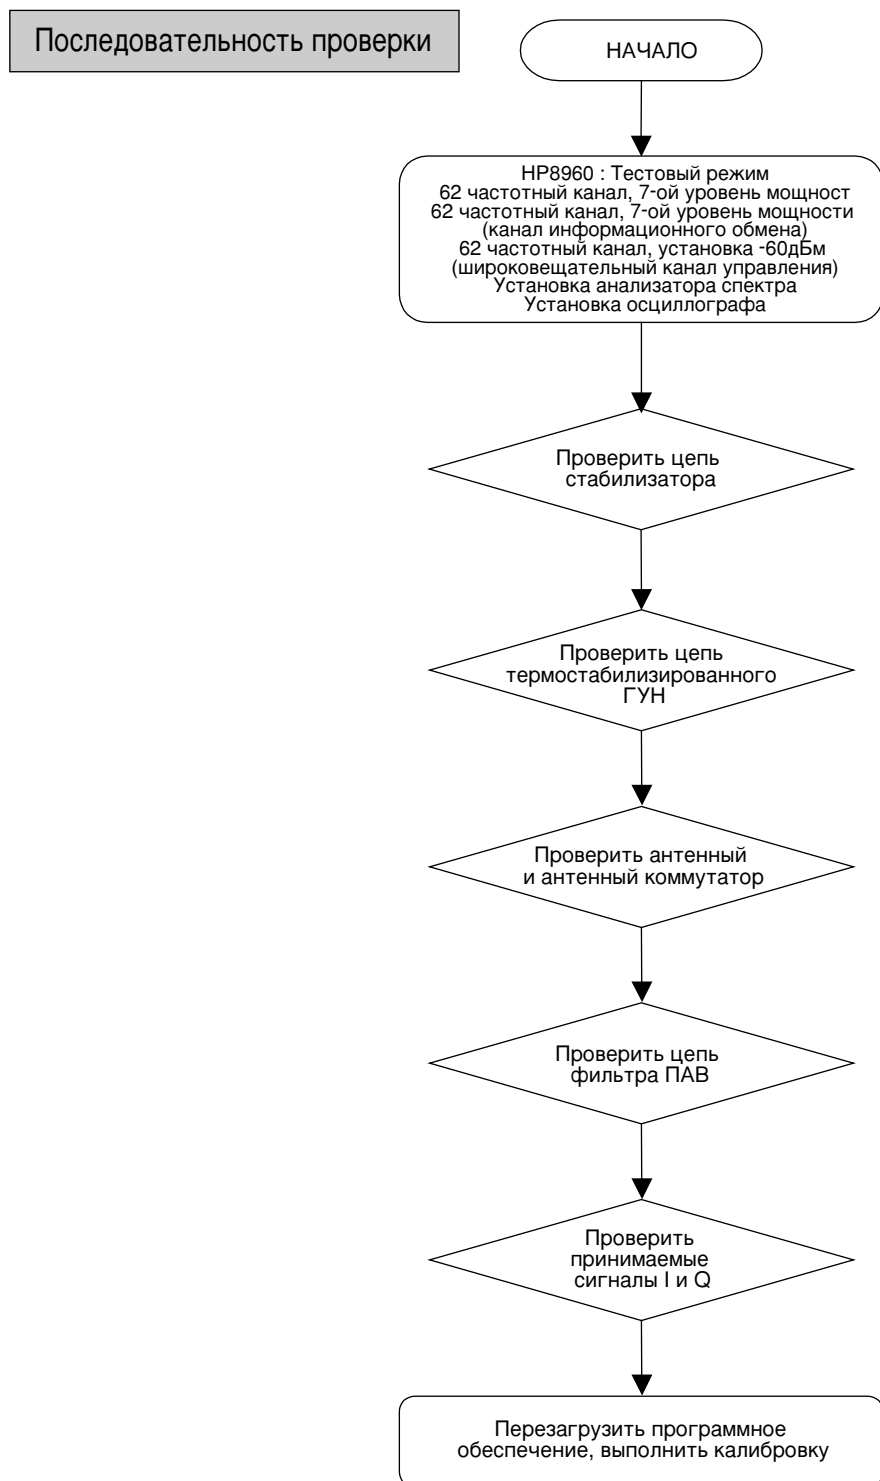 Последовательность проверки
НАЧАЛО
HP8960 : Тестовый режим
62 частотный канал, 7-ой уровень мощност
62 частотный канал, 7-ой уровень мощности
(канал информационного обмена)
62 частотный канал, установка -60дБм
(широковещательный канал управления)
Установка анализатора спектра
Установка осциллографа
Проверить цепь
стабилизатора
Проверить цепь
термостабилизированного
ГУН
Проверить антенный
и антенный коммутатор
Проверить цепь
фильтра ПАВ
Проверить
принимаемые
сигналы I и Q
Перезагрузить программное
обеспечение, выполнить калибровку